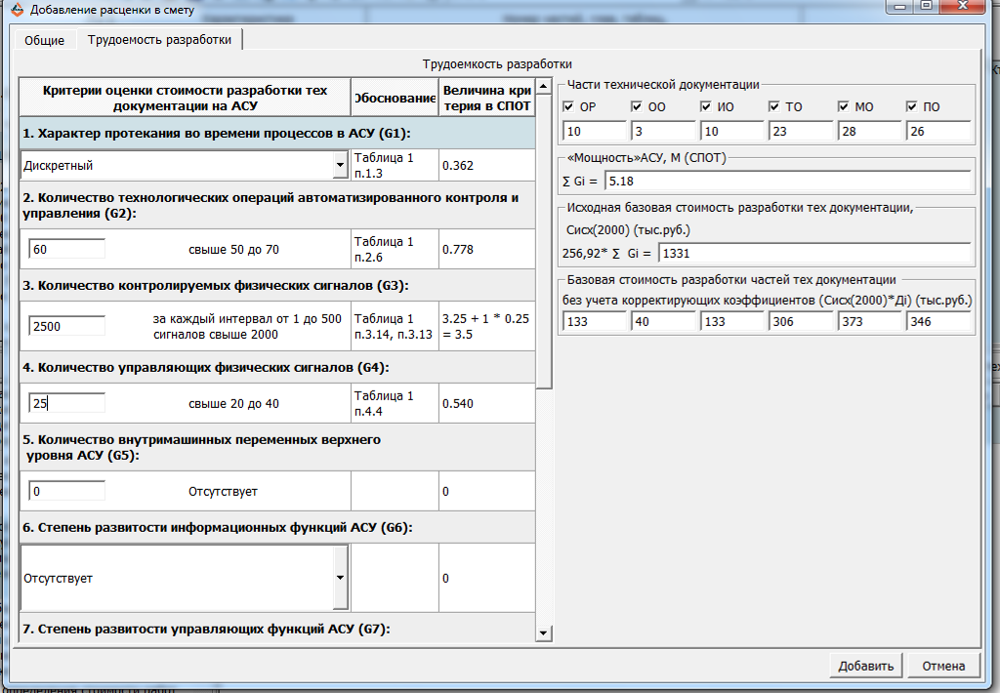 Добавление расценки в смету
Общие
Трудоемость разработки
Трудоемкость разработки
Критерии оценки стоимости разработки тех
документации на АСУ
Обоснование
Величина кри
терия в СПОТ
1. Характер протекания во времени процессов в АСУ (G1):
Дискретный
Таблица 1
п.1.3
0.362
2. Количество технологических операций автоматизированного контроля и
управления (G2):
60
свыше 50 до 70
Таблица 1
п.2.6
0.778
3. Количество контролируемых физических сигналов (G3):
2500
за каждый интервал от 1 до 500
сигналов свыше 2000
Таблица 1
п.3.14, п.3.13
3.25 + 1 * 0.25
= 3.5
4. Количество управляющих физических сигналов (G4):
25
свыше 20 до 40
Таблица 1
п.4.4
0.540
5. Количество внутримашинных переменных верхнего
уровня АСУ (G5):
0
Отсутствует
0
6. Степень развитости информационных функций АСУ (G6):
Отсутствует
0
7. Степень развитости управляющих функций АСУ (G7):
Части технической документации
ОР ОО ИО ТО МО ПО
10 3 10 23 28 26
«Мощность»АСУ, М (СПОТ)
Σ Gi = 5.18
Исходная базовая стоимость разработки тех документации,
Сисх(2000) (тыс.руб.)
256,92* Σ Gi = 1331
Базовая стоимость разработки частей тех документации
без учета корректирующих коэффициентов (Сисх(2000)*Дi) (тыс.руб.)
133 40 133 306 373 346
Добавить
Отмена